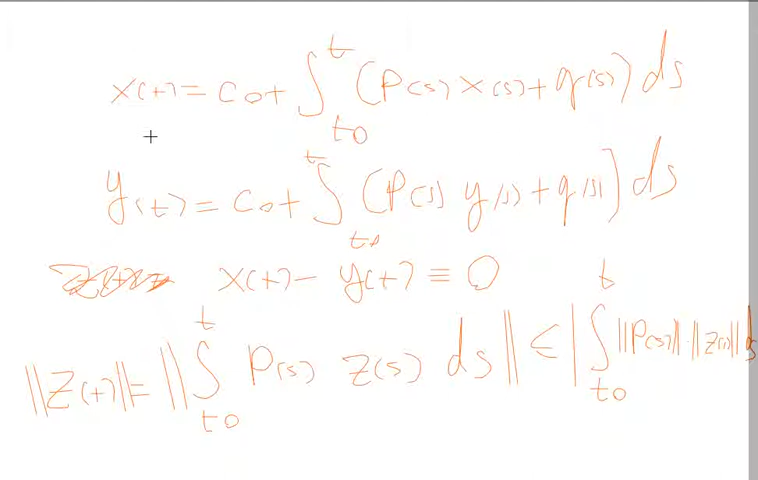 x(t) = C0 + ∫_{t0}^{t} (P(s) x(s) + q(s)) ds
y(t) = C0 + ∫_{t0}^{t} (P(s) y(s) + q(s)) ds
x(t) - y(t) ≡ 0
||Z(t)|| = ||∫_{t0}^{t} P(s) z(s) ds|| ≤ |∫_{t0}^{t} ||P(s)|| · ||z(s)|| ds